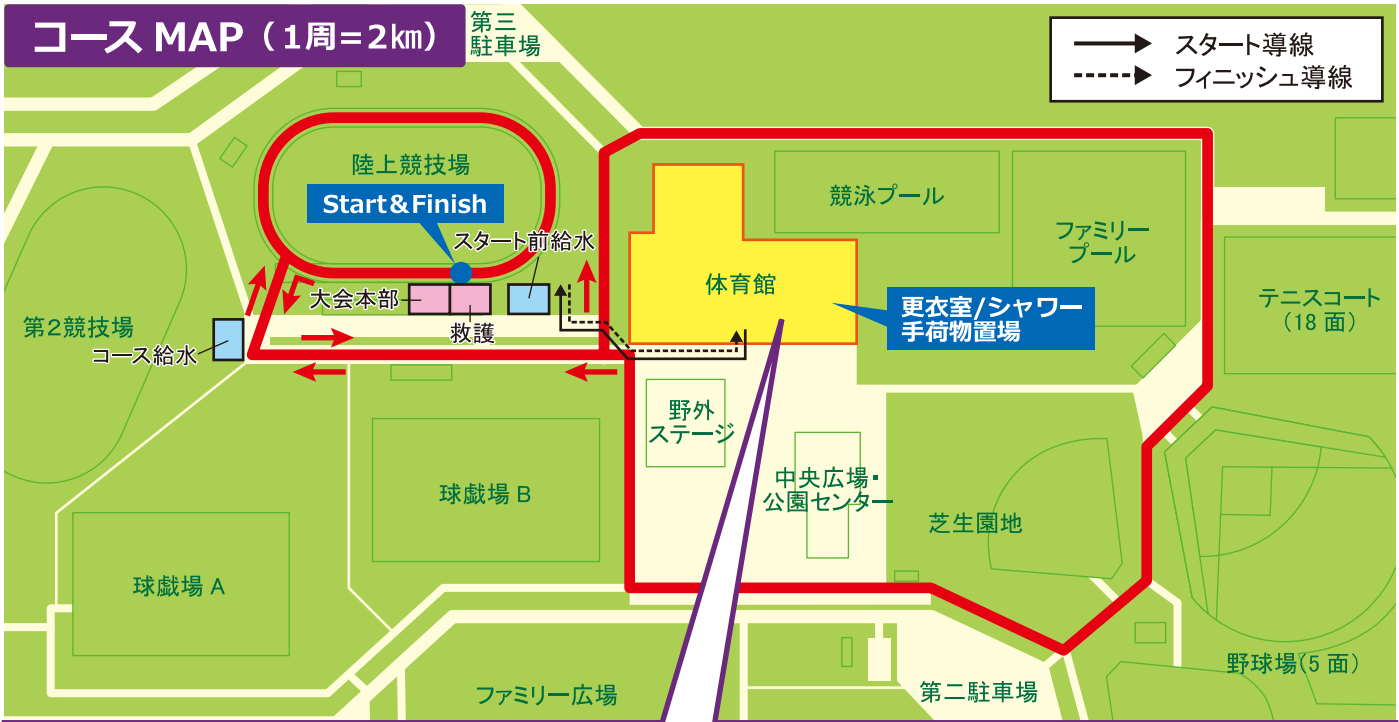 コース MAP（1周＝2㎞）
第三
駐車場
スタート導線
フィニッシュ導線
陸上競技場
Start&Finish
スタート前給水
競泳プール
ファミリー
プール
体育館
更衣室/シャワー
手荷物置場
テニスコート
（18 面）
大会本部
救護
第2競技場
コース給水
野外
ステージ
中央広場・
公園センター
球戯場 B
芝生園地
球戯場 A
野球場（5 面）
ファミリー広場
第二駐車場